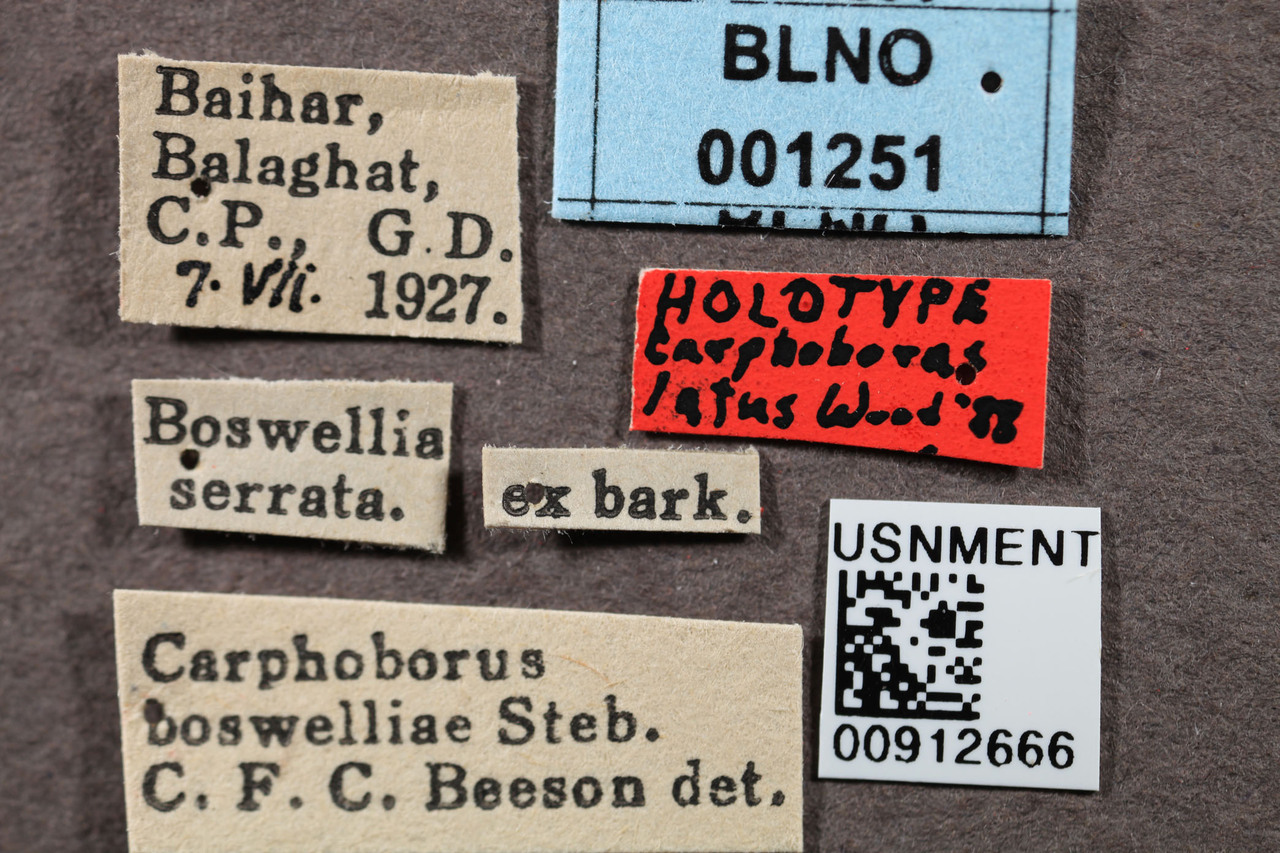 Baihar,
Balaghat,
C.P., G.D.
7. VII. 1927.
BLNO
001251
HOLOTYPE
Carphoborus
latus Wood '88
Boswellia
serrata.
ex bark.
USNMENT
00912666
Carphoborus
boswelliae Steb.
C. F. C. Beeson det.